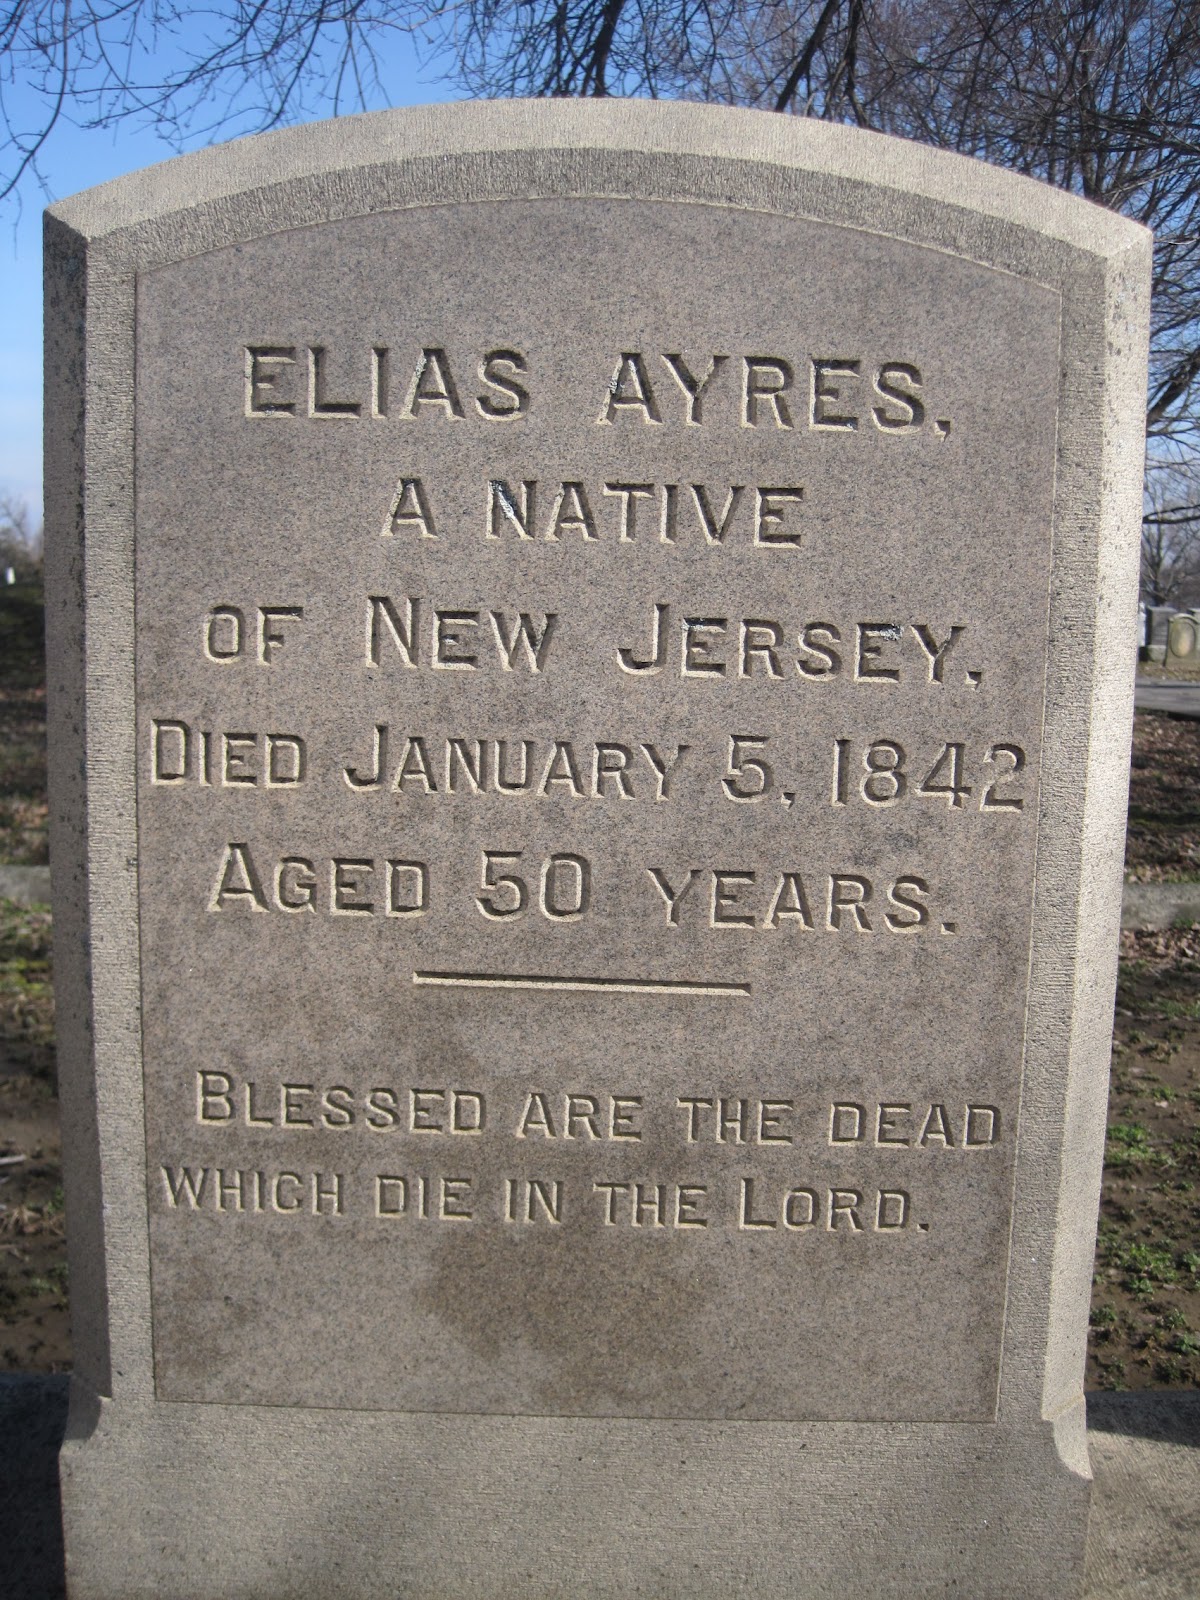 ELIAS AYRES,
A NATIVE
OF NEW JERSEY.
DIED JANUARY 5, 1842
AGED 50 YEARS.
BLESSED ARE THE DEAD
WHICH DIE IN THE LORD.